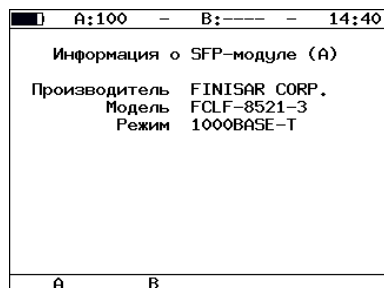 A:100 – B:---- – 14:40
Информация о SFP-модуле (A)
Производитель FINISAR CORP.
Модель FCLF-8521-3
Режим 1000BASE-T
A B